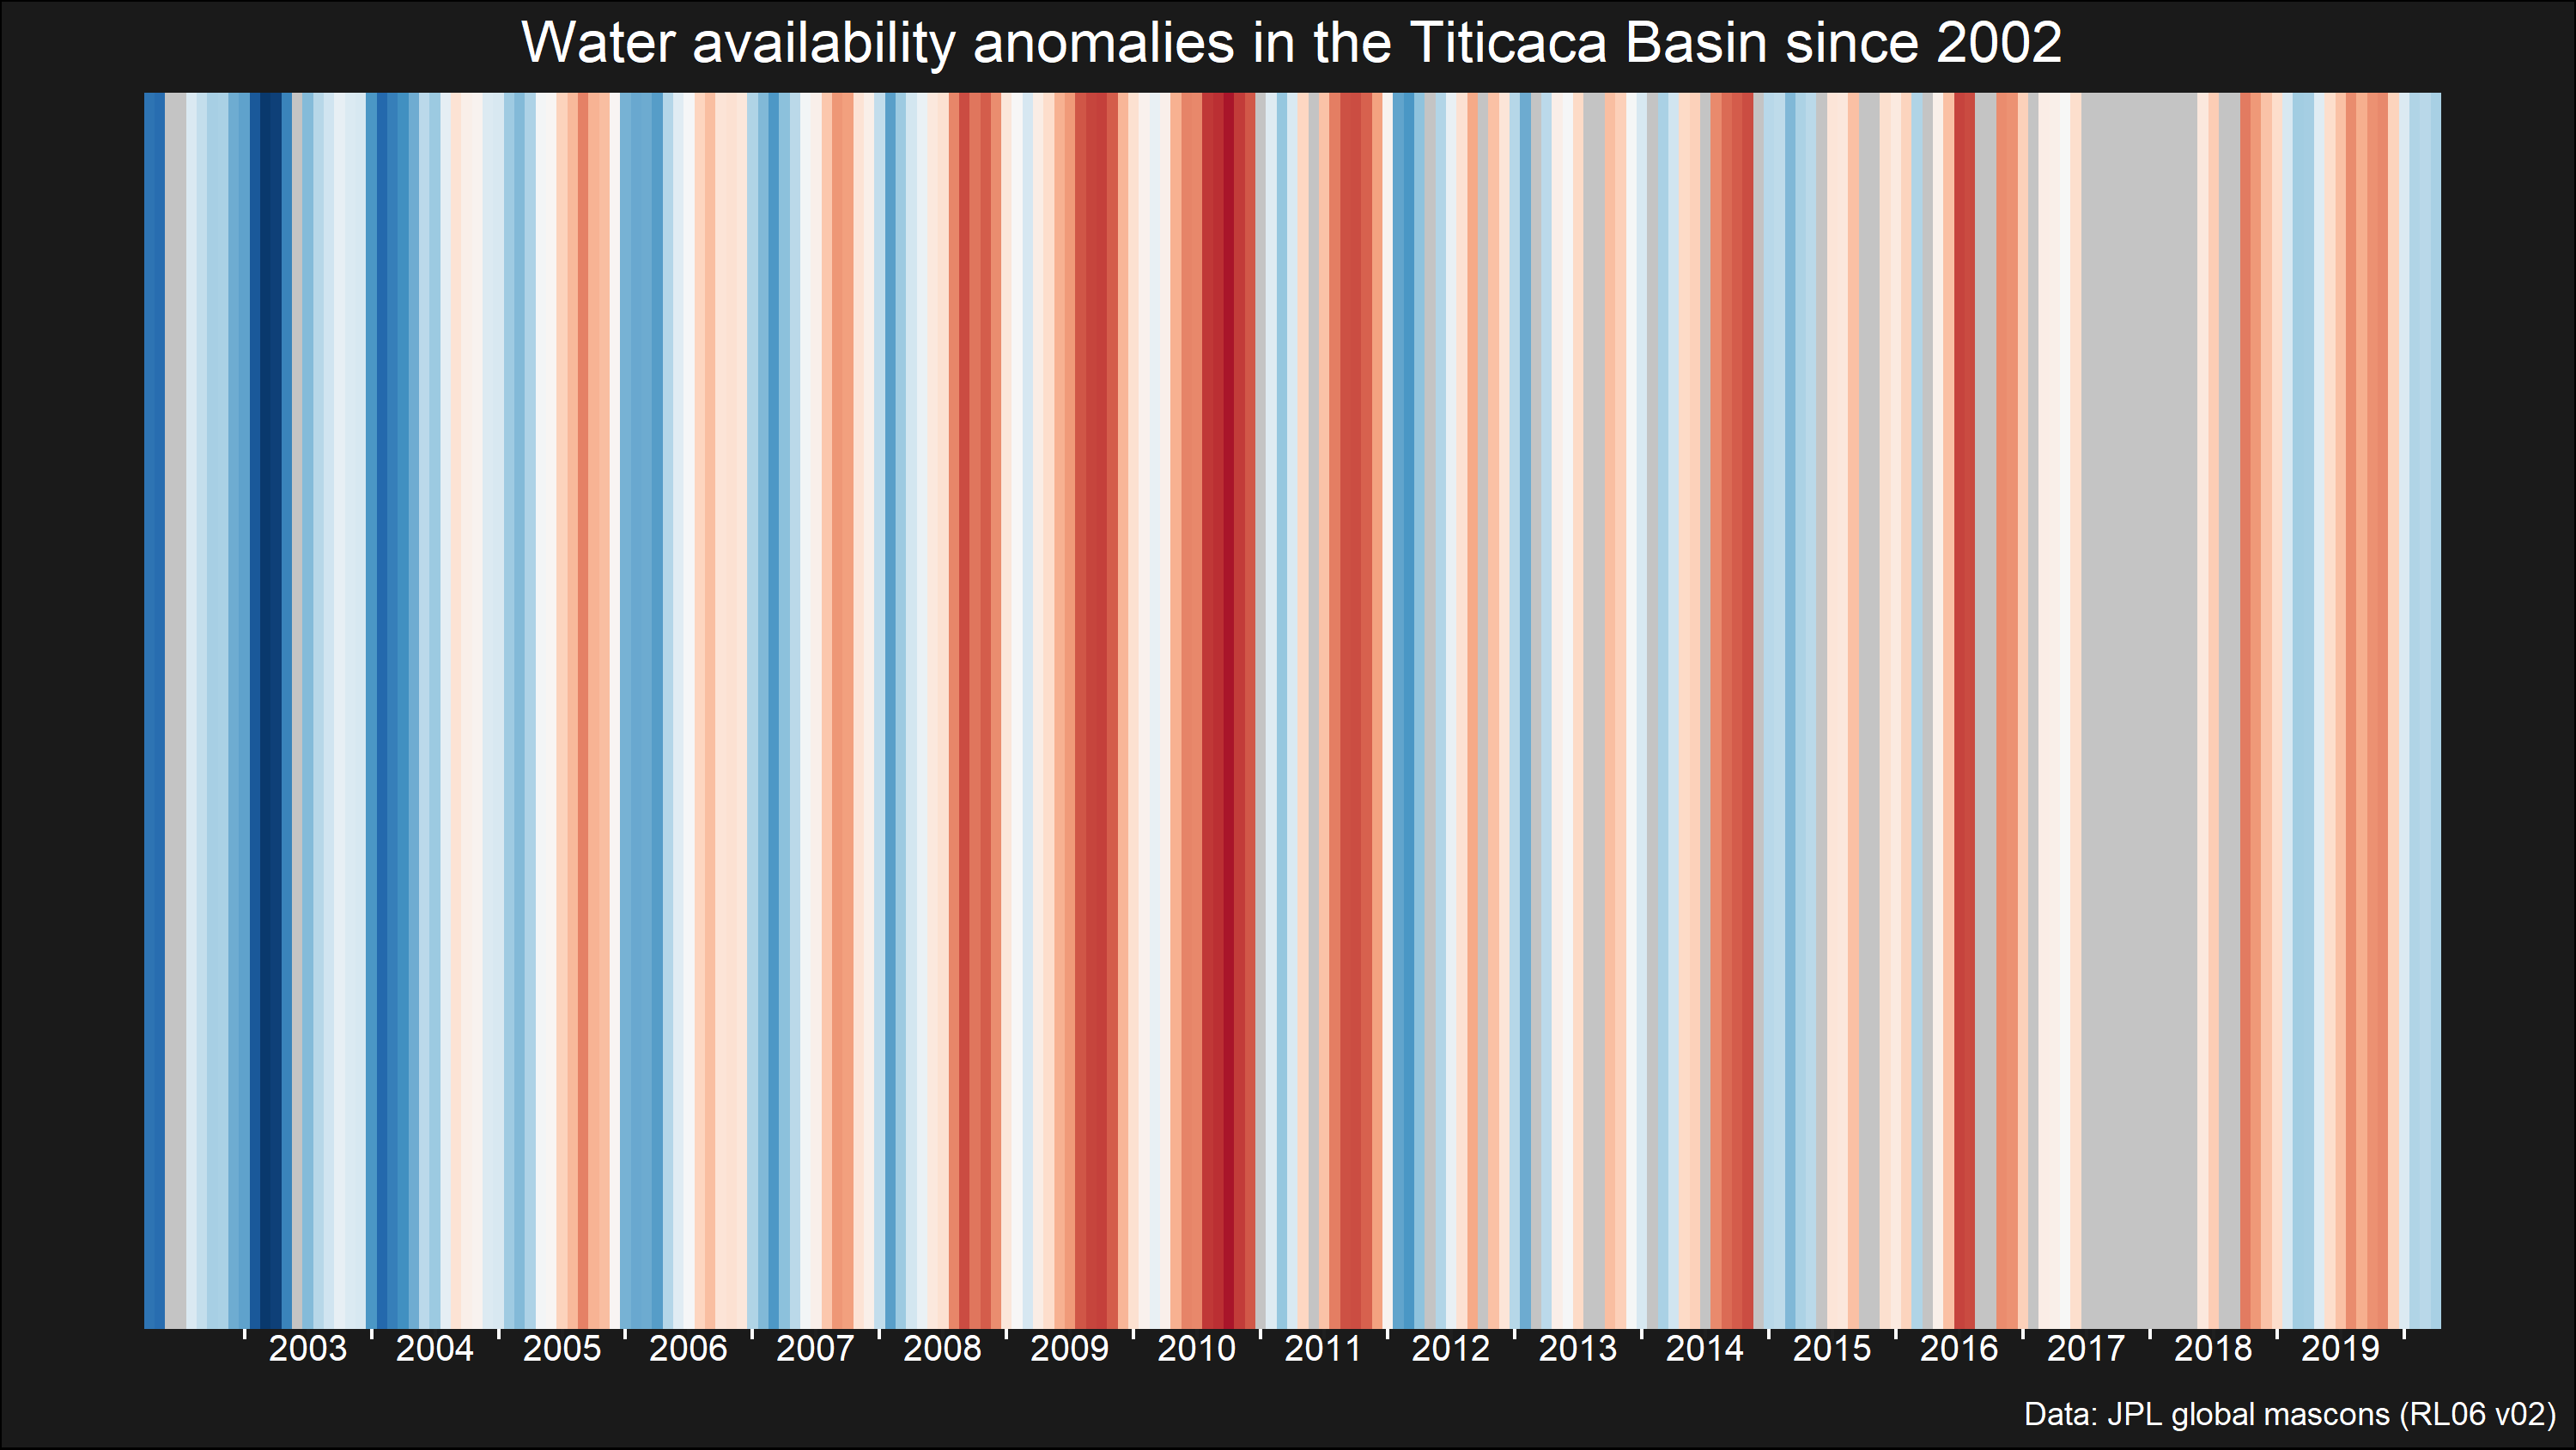 Water availability anomalies in the Titicaca Basin since 2002
2003 2004 2005 2006 2007 2008 2009 2010 2011 2012 2013 2014 2015 2016 2017 2018 2019
Data: JPL global mascons (RL06 v02)